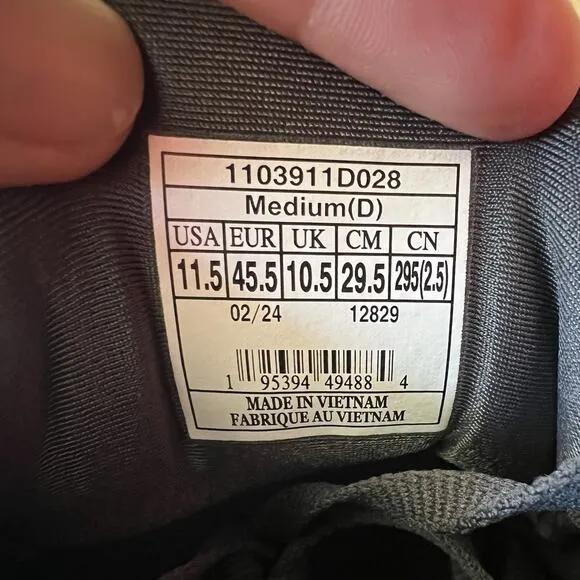 1103911D028
Medium(D)
USA EUR UK CM CN
11.5 45.5 10.5 29.5 295(2.5)
02/24 12829
1 95394 49488 4
MADE IN VIETNAM
FABRIQUE AU VIETNAM